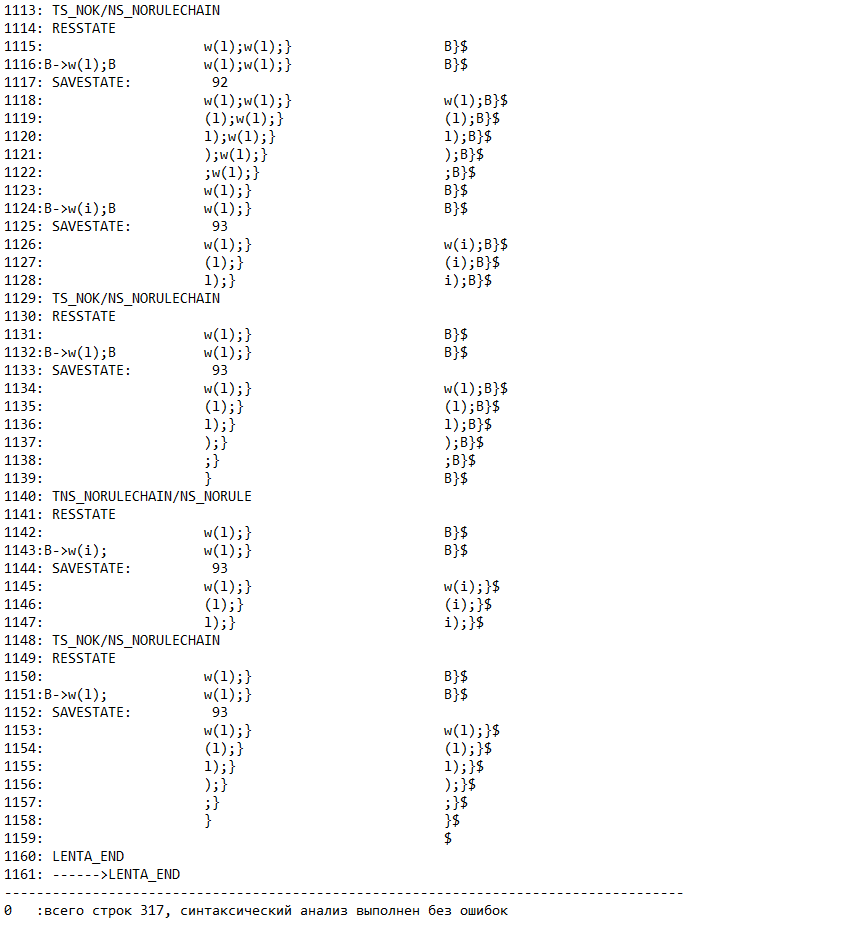 1113: TS_NOK/NS_NORULECHAIN
1114: RESSTATE
1115:                    w(l);w(l);}                   B}$
1116:B->w(l);B           w(l);w(l);}                   B}$
1117: SAVESTATE:          92
1118:                    w(l);w(l);}                   w(l);B}$
1119:                    (l);w(l);}                    (l);B}$
1120:                    l);w(l);}                     l);B}$
1121:                    );w(l);}                      );B}$
1122:                    ;w(l);}                       ;B}$
1123:                    w(l);}                        B}$
1124:B->w(i);B           w(l);}                        B}$
1125: SAVESTATE:          93
1126:                    w(l);}                        w(i);B}$
1127:                    (l);}                         (i);B}$
1128:                    l);}                          i);B}$
1129: TS_NOK/NS_NORULECHAIN
1130: RESSTATE
1131:                    w(l);}                        B}$
1132:B->w(l);B           w(l);}                        B}$
1133: SAVESTATE:          93
1134:                    w(l);}                        w(l);B}$
1135:                    (l);}                         (l);B}$
1136:                    l);}                          l);B}$
1137:                    );}                           );B}$
1138:                    ;}                            ;B}$
1139:                    }                             B}$
1140: TNS_NORULECHAIN/NS_NORULE
1141: RESSTATE
1142:                    w(l);}                        B}$
1143:B->w(i);            w(l);}                        B}$
1144: SAVESTATE:          93
1145:                    w(l);}                        w(i);}$
1146:                    (l);}                         (i);}$
1147:                    l);}                          i);}$
1148: TS_NOK/NS_NORULECHAIN
1149: RESSTATE
1150:                    w(l);}                        B}$
1151:B->w(l);            w(l);}                        B}$
1152: SAVESTATE:          93
1153:                    w(l);}                        w(l);}$
1154:                    (l);}                         (l);}$
1155:                    l);}                          l);}$
1156:                    );}                           );}$
1157:                    ;}                            ;}$
1158:                    }                             }$
1159:                                                  $
1160: LENTA_END
1161: ------>LENTA_END
-------------------------------------------------------------------------------------
0   :всего строк 317, синтаксический анализ выполнен без ошибок